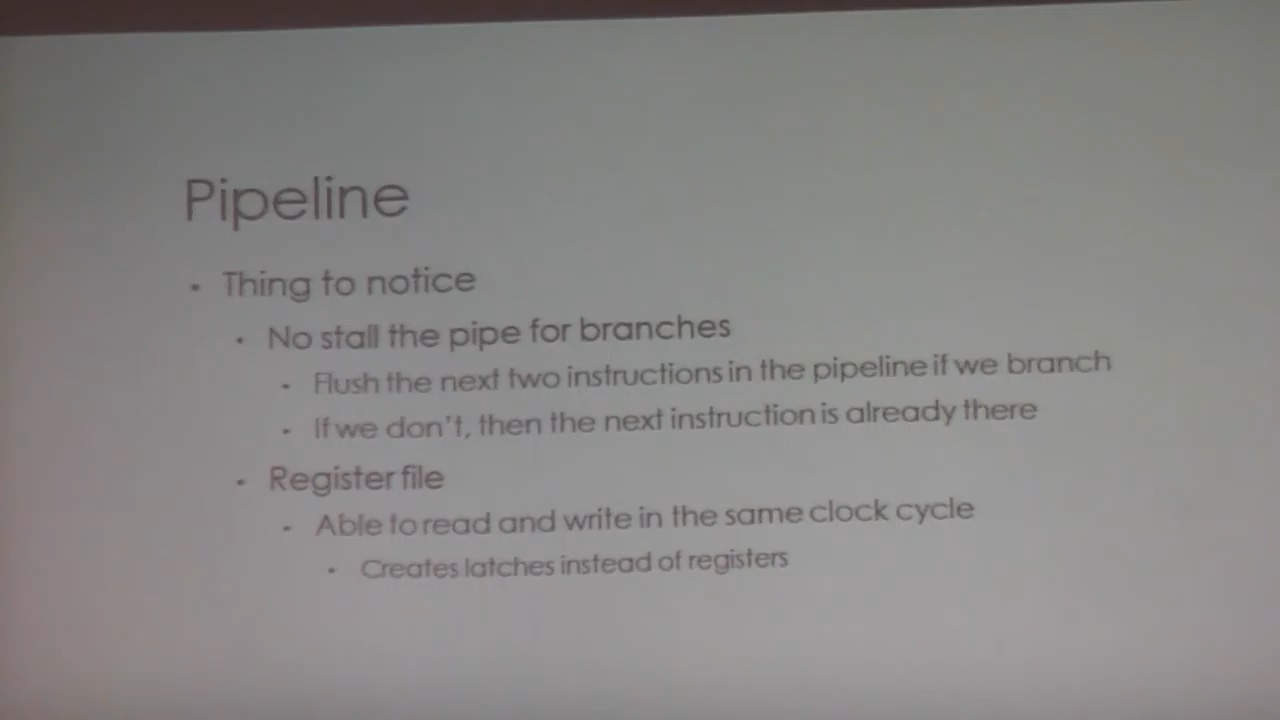 Pipeline
• Thing to notice
• No stall the pipe for branches
• Flush the next two instructions in the pipeline if we branch
• If we don't, then the next instruction is already there
• Register file
• Able to read and write in the same clock cycle
• Creates latches instead of registers